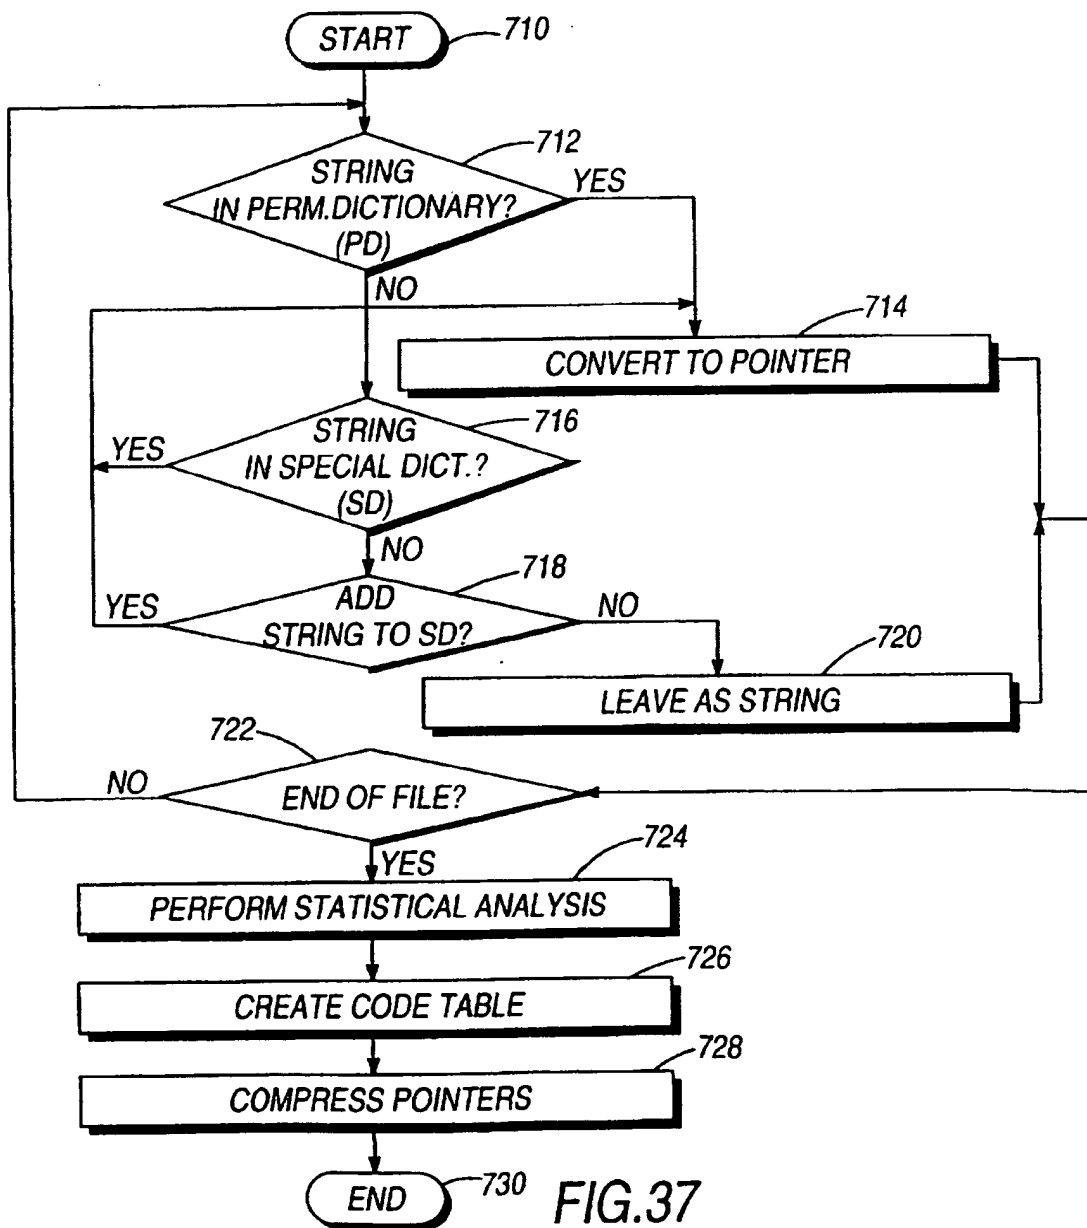 START
710
712
STRING
IN PERM.DICTIONARY?
(PD)
YES
NO
714
CONVERT TO POINTER
716
STRING
IN SPECIAL DICT.?
(SD)
YES
NO
718
ADD
STRING TO SD?
YES
NO
720
LEAVE AS STRING
722
END OF FILE?
NO
YES
724
PERFORM STATISTICAL ANALYSIS
726
CREATE CODE TABLE
728
COMPRESS POINTERS
END
730
FIG.37